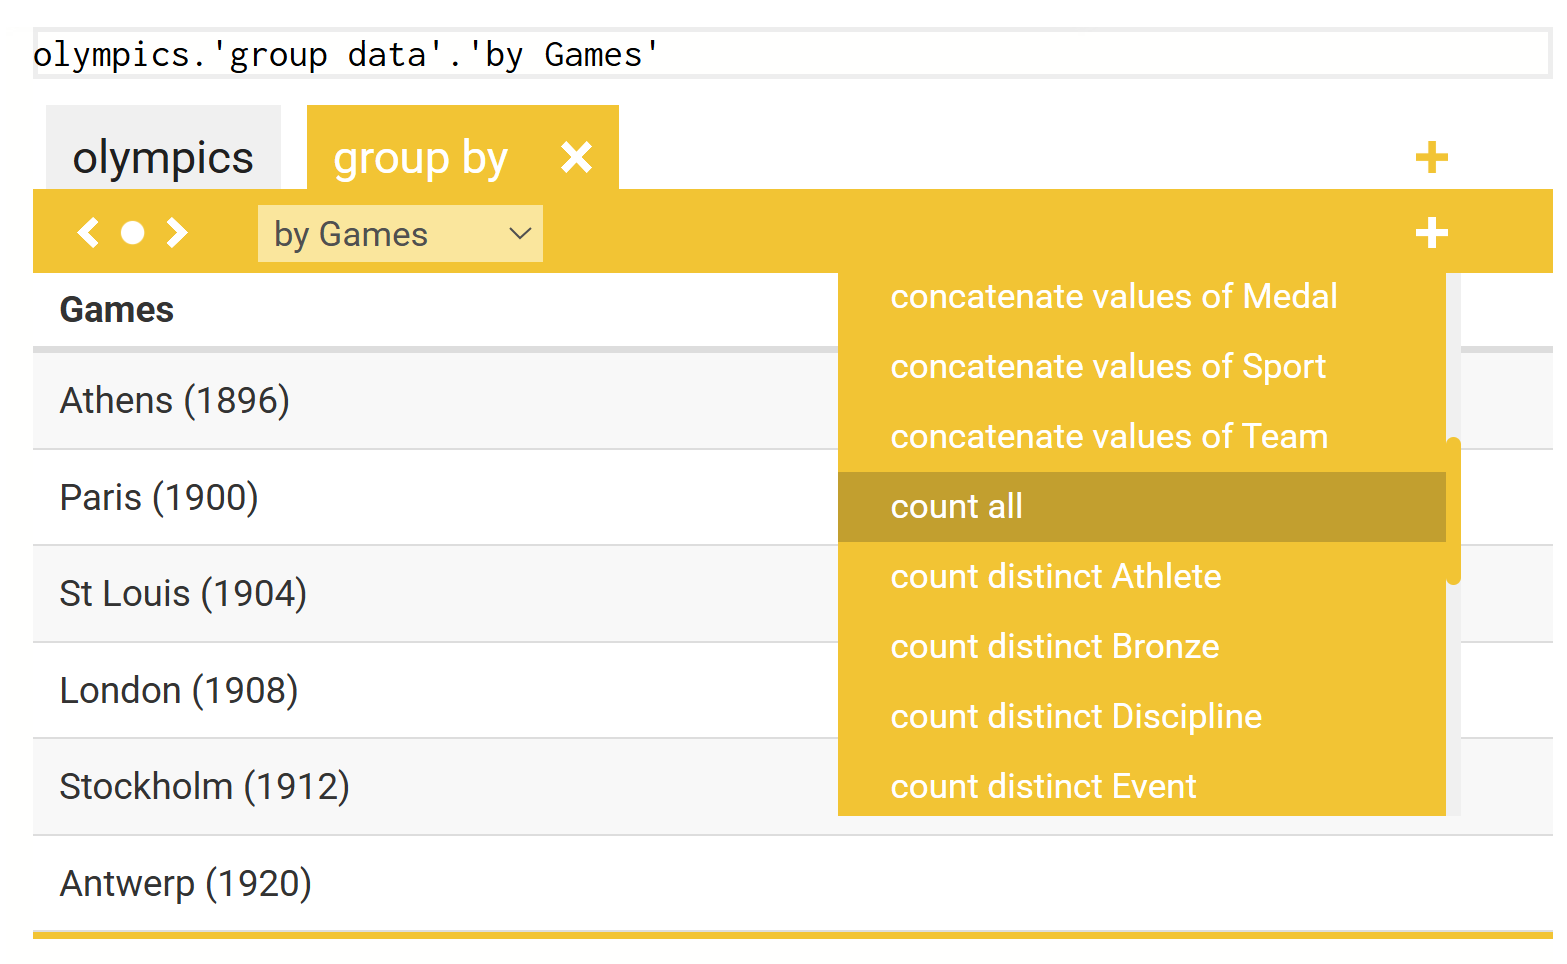 olympics.'group data'.'by Games'
olympics
group by
by Games
Games
Athens (1896)
Paris (1900)
St Louis (1904)
London (1908)
Stockholm (1912)
Antwerp (1920)
concatenate values of Medal
concatenate values of Sport
concatenate values of Team
count all
count distinct Athlete
count distinct Bronze
count distinct Discipline
count distinct Event